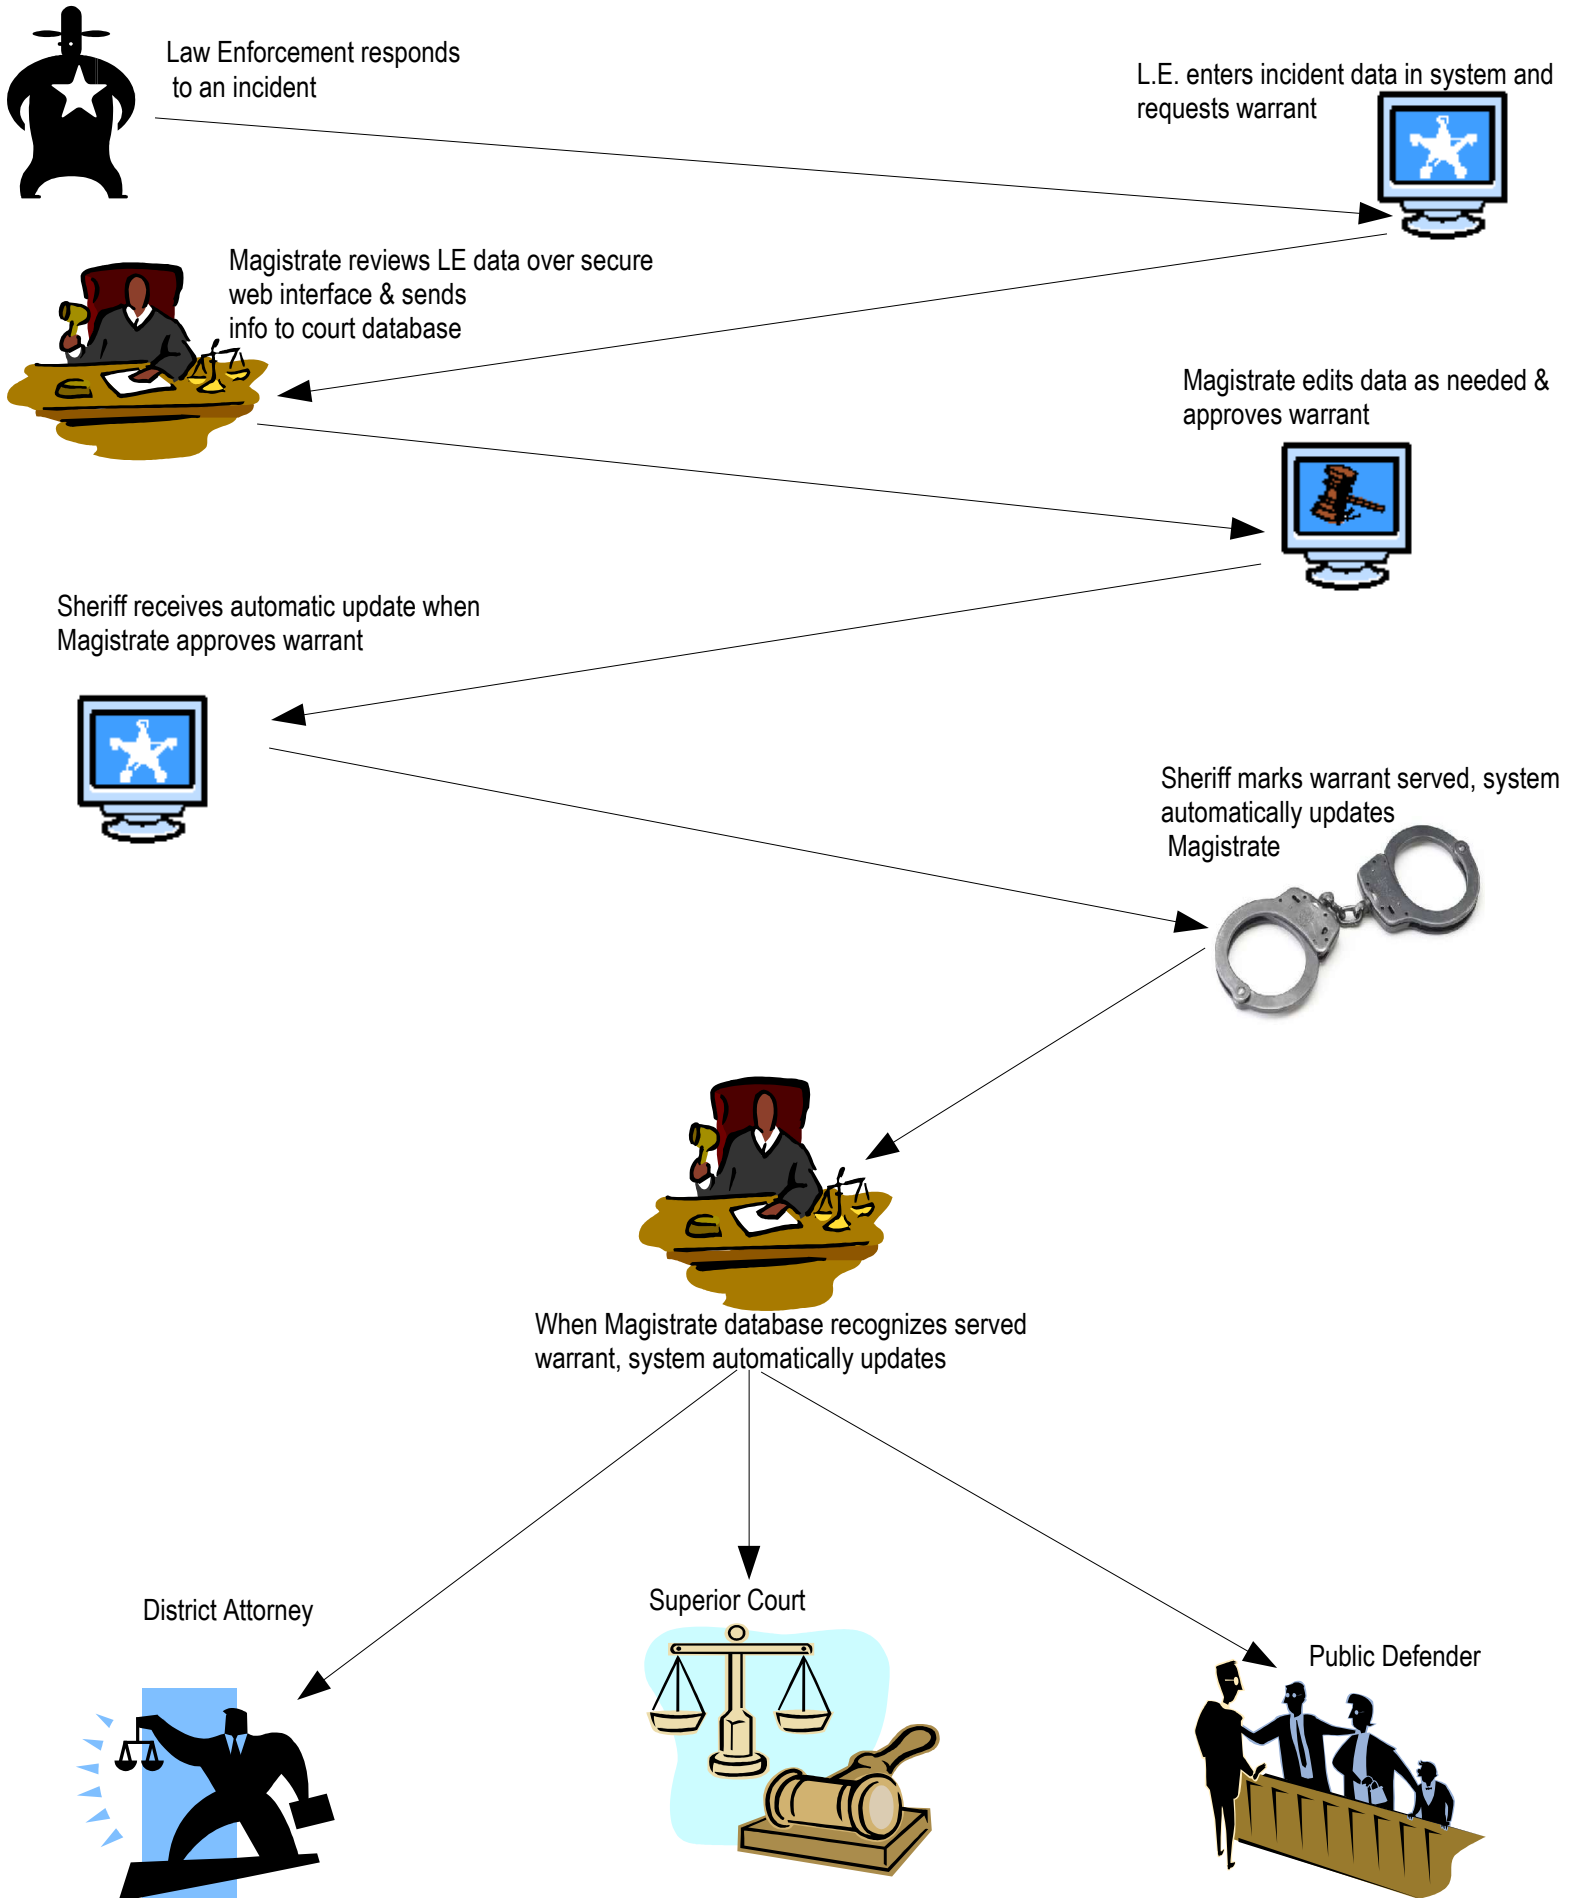 Law Enforcement responds
to an incident
L.E. enters incident data in system and
requests warrant
Magistrate reviews LE data over secure
web interface & sends
info to court database
Magistrate edits data as needed &
approves warrant
Sheriff receives automatic update when
Magistrate approves warrant
Sheriff marks warrant served, system
automatically updates
Magistrate
When Magistrate database recognizes served
warrant, system automatically updates
District Attorney
Superior Court
Public Defender